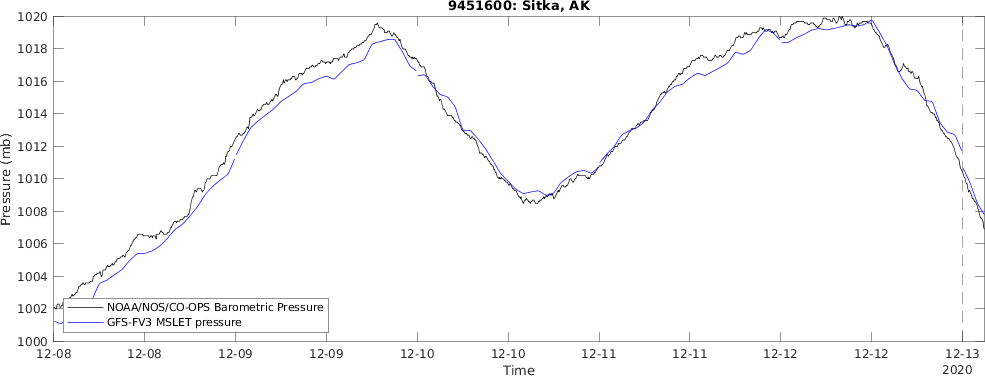 9451600: Sitka, AK
1020
1018
1016
1014
1012
1010
1008
1006
1004
1002
1000
Pressure (mb)
NOAA/NOS/CO-OPS Barometric Pressure
GFS-FV3 MSLET pressure
12-08 12-08 12-09 12-09 12-10 12-10 12-11 12-11 12-12 12-12 12-13
Time 2020